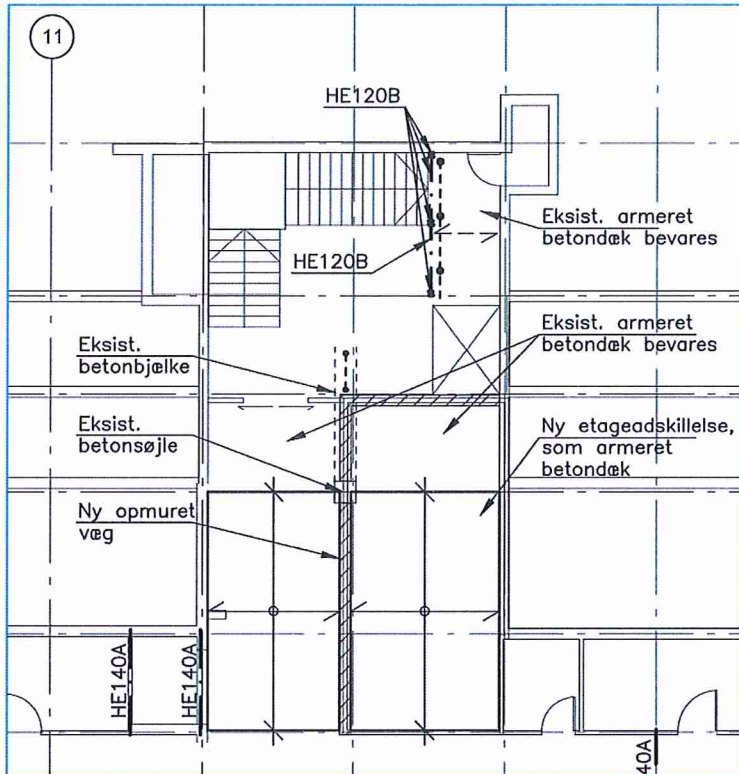 11
HE120B
Eksist. armeret
betondæk bevares
HE120B
Eksist.
betonbjælke
Eksist. armeret
betondæk bevares
Eksist.
betonsøjle
Ny etageadskillelse,
som armeret
betondæk
Ny opmuret
væg
HE140A
HE140A
40A